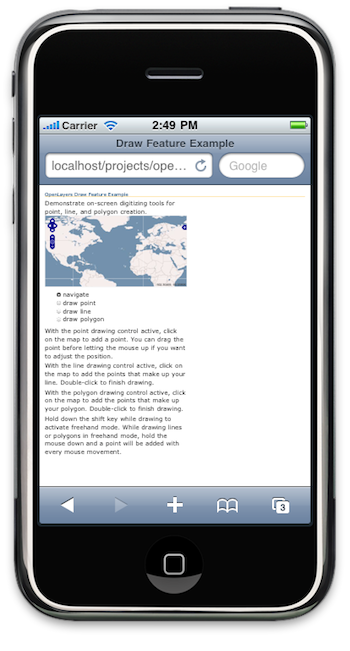 Carrier 2:49 PM
Draw Feature Example
localhost/projects/ope... Google
OpenLayers Draw Feature Example
Demonstrate on-screen digitizing tools for
point, line, and polygon creation.
navigate
draw point
draw line
draw polygon
With the point drawing control active, click
on the map to add a point. You can drag the
point before letting the mouse up if you want
to adjust the position.
With the line drawing control active, click on
the map to add the points that make up your
line. Double-click to finish drawing.
With the polygon drawing control active, click
on the map to add the points that make up
your polygon. Double-click to finish drawing.
Hold down the shift key while drawing to
activate freehand mode. While drawing lines
or polygons in freehand mode, hold the
mouse down and a point will be added with
every mouse movement.
3